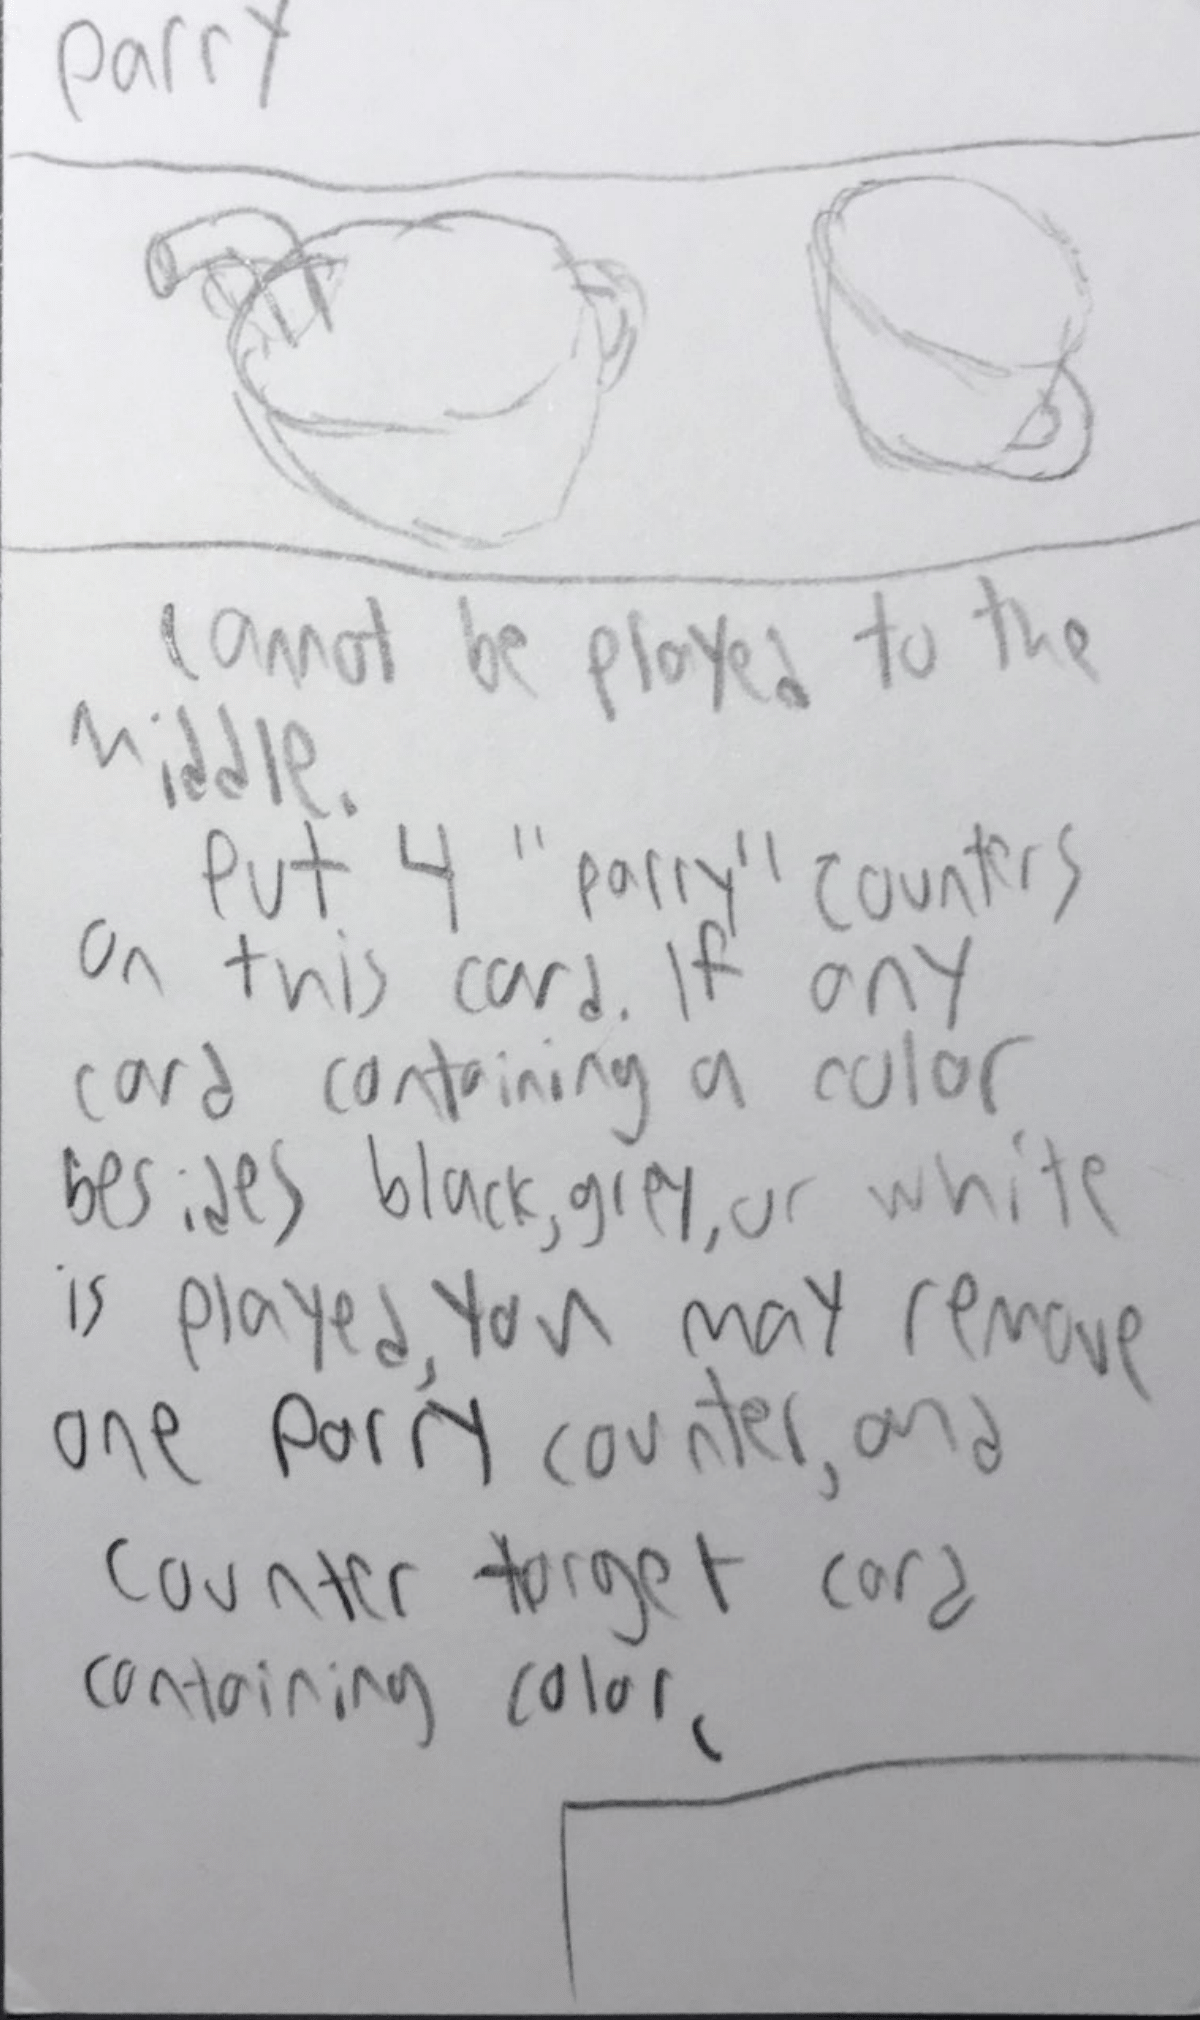 parry
cannot be played to the
middle.
Put 4 "parry" counters
on this card. If any
card containing a color
besides black, grey, or white
is played, you may remove
one parry counter, and
counter target card
containing color.